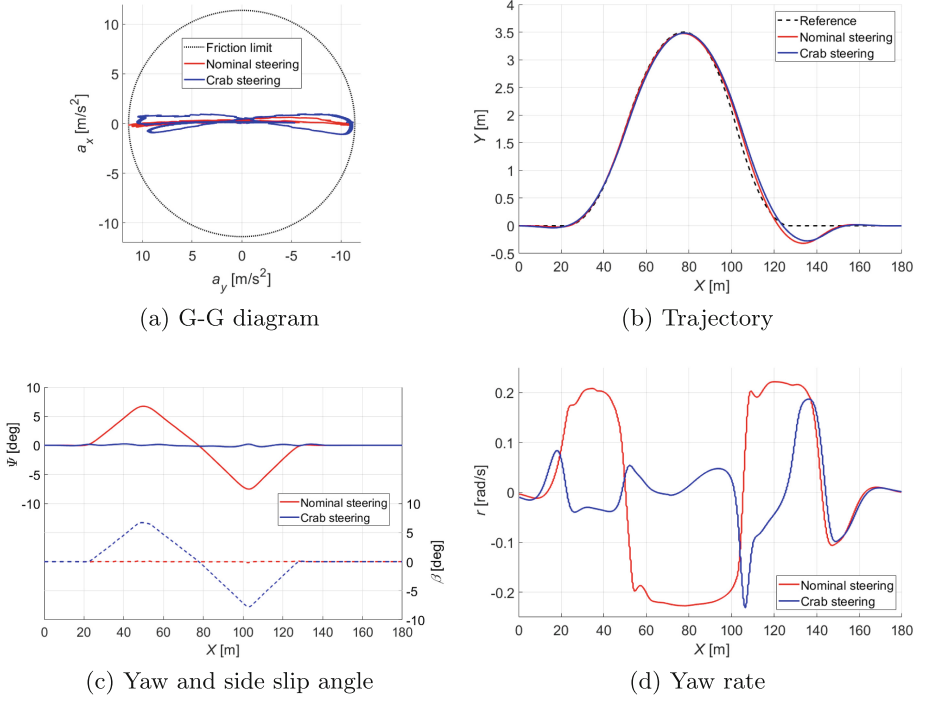 10
5
0
-5
-10
a_x [m/s²]
Friction limit
Nominal steering
Crab steering
10 5 0 -5 -10
a_y [m/s²]
(a) G-G diagram
4
3.5
3
2.5
2
1.5
1
0.5
0
-0.5
Y [m]
Reference
Nominal steering
Crab steering
0 20 40 60 80 100 120 140 160 180
X [m]
(b) Trajectory
10
5
0
-5
-10
Ψ [deg]
Nominal steering
Crab steering
10
5
0
-5
-10
β [deg]
0 20 40 60 80 100 120 140 160 180
X [m]
(c) Yaw and side slip angle
0.2
0.1
0
-0.1
-0.2
r [rad/s]
Nominal steering
Crab steering
0 20 40 60 80 100 120 140 160 180
X [m]
(d) Yaw rate